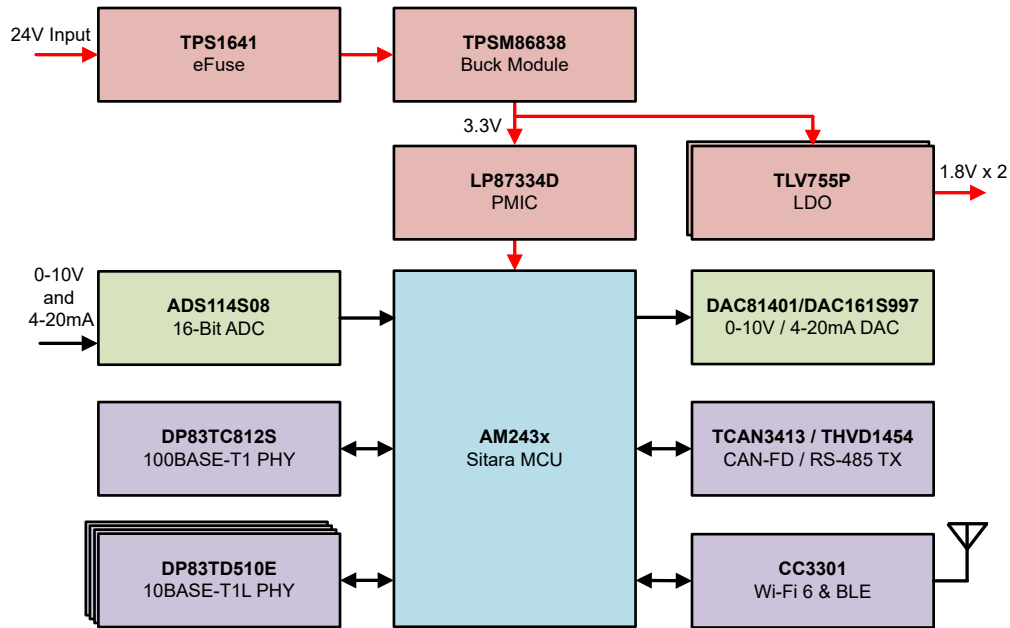 24V Input
TPS1641
eFuse
TPSM86838
Buck Module
3.3V
LP87334D
PMIC
TLV755P
LDO
1.8V x 2
0-10V
and
4-20mA
ADS114S08
16-Bit ADC
AM243x
Sitara MCU
DAC81401/DAC161S997
0-10V / 4-20mA DAC
DP83TC812S
100BASE-T1 PHY
TCAN3413 / THVD1454
CAN-FD / RS-485 TX
DP83TD510E
10BASE-T1L PHY
CC3301
Wi-Fi 6 & BLE